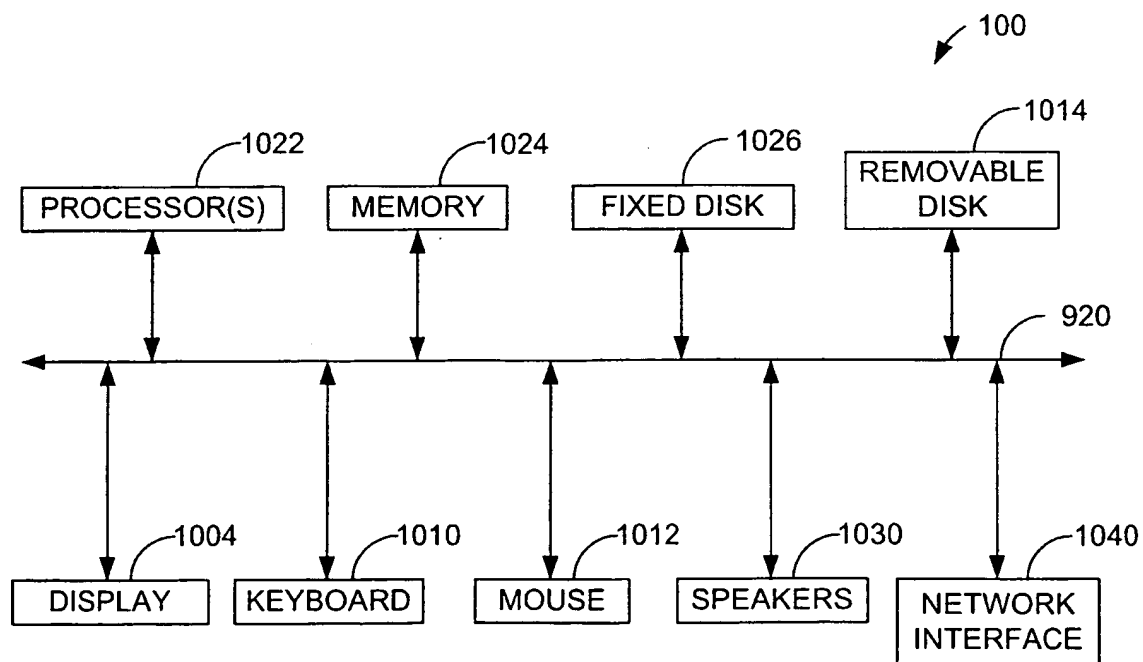 100
1022
1024
1026
1014
PROCESSOR(S)
MEMORY
FIXED DISK
REMOVABLE
DISK
920
1004
1010
1012
1030
1040
DISPLAY
KEYBOARD
MOUSE
SPEAKERS
NETWORK
INTERFACE